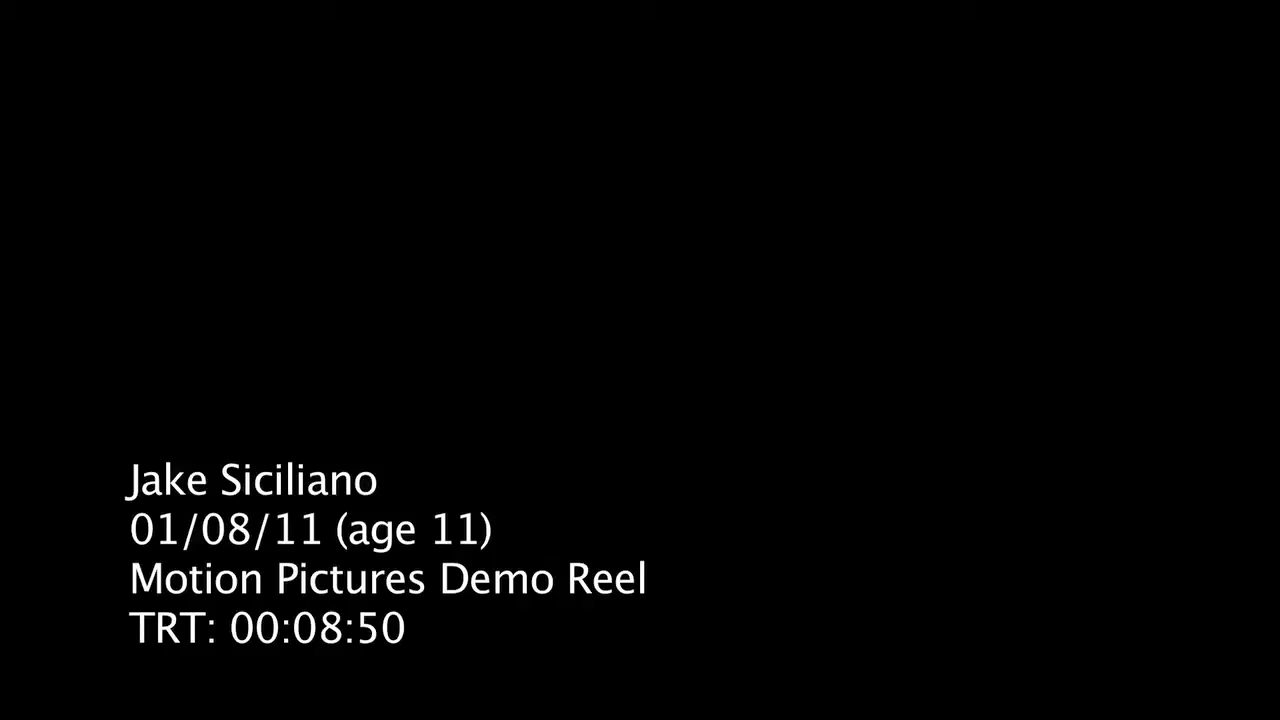 Jake Siciliano
01/08/11 (age 11)
Motion Pictures Demo Reel
TRT: 00:08:50